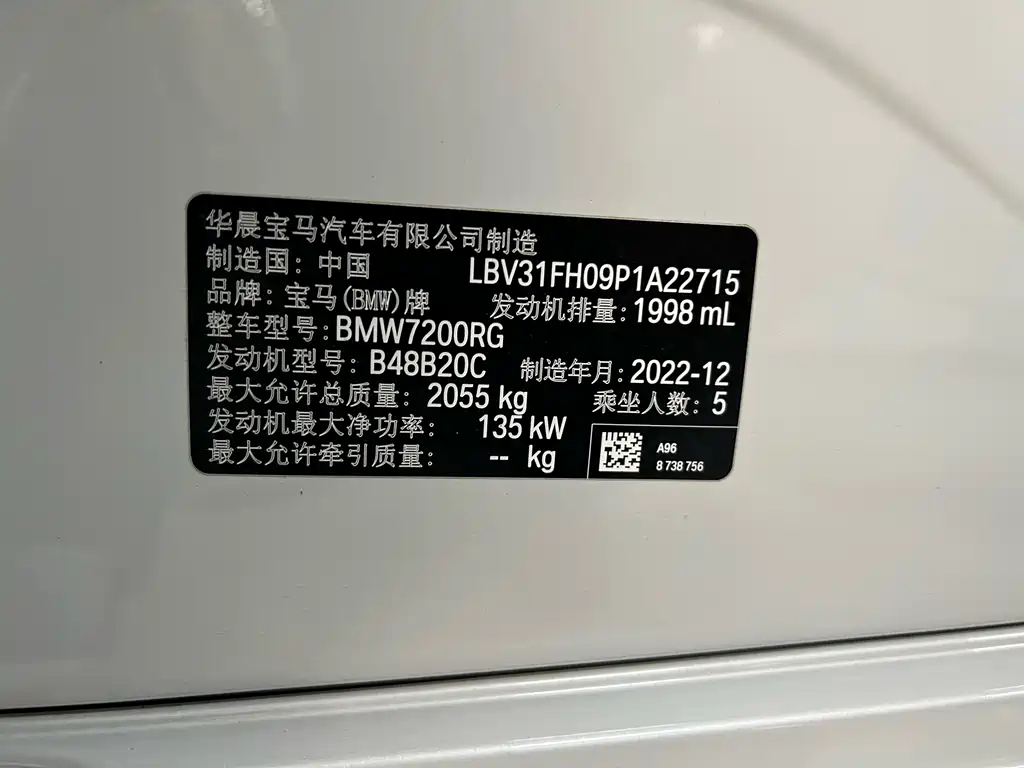 华晨宝马汽车有限公司制造
制造国: 中国 LBV31FH09P1A22715
品牌: 宝马(BMW)牌 发动机排量: 1998 mL
整车型号: BMW7200RG
发动机型号: B48B20C 制造年月: 2022-12
最大允许总质量: 2055 kg 乘坐人数: 5
发动机最大净功率: 135 kW
最大允许牵引质量: -- kg
A96
8 738 756